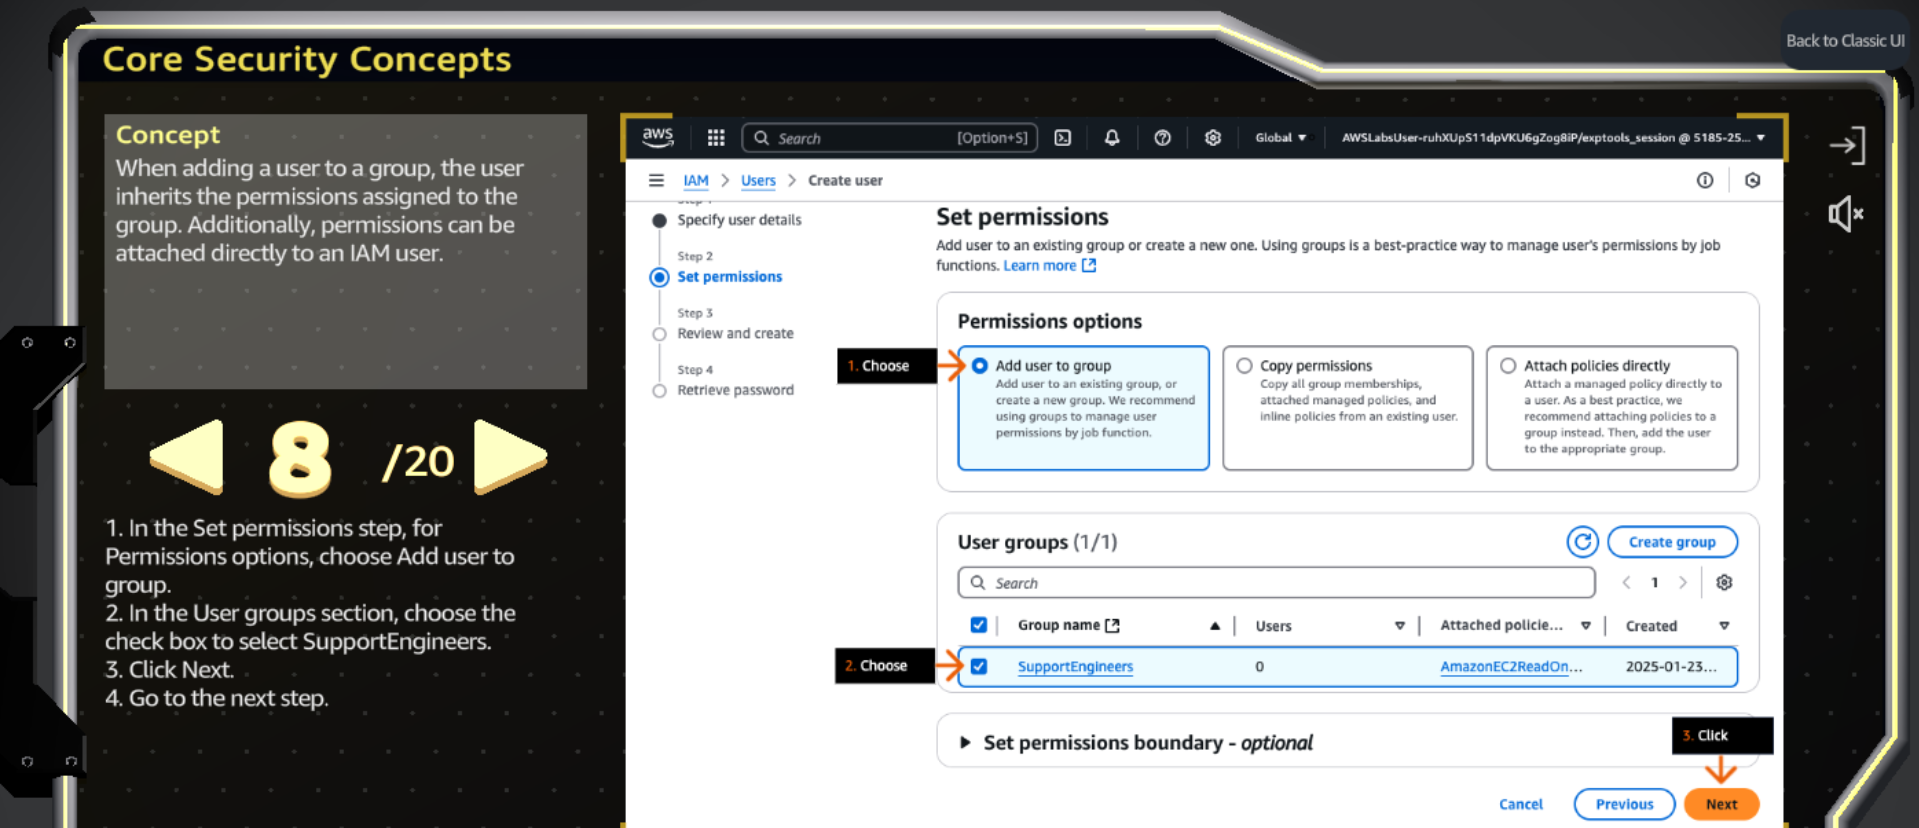 Back to Classic UI
Core Security Concepts
Concept
When adding a user to a group, the user
inherits the permissions assigned to the
group. Additionally, permissions can be
attached directly to an IAM user.
8 /20
1. In the Set permissions step, for
Permissions options, choose Add user to
group.
2. In the User groups section, choose the
check box to select SupportEngineers.
3. Click Next.
4. Go to the next step.
aws
Search [Option+S]
Global
AWSLabsUser-ruhXUpS11dpVKU6gZog8iP/exptools_session @ 5185-25...
IAM > Users > Create user
Specify user details
Step 2
Set permissions
Step 3
Review and create
Step 4
Retrieve password
Set permissions
Add user to an existing group or create a new one. Using groups is a best-practice way to manage user's permissions by job
functions. Learn more
Permissions options
1. Choose
Add user to group
Add user to an existing group, or
create a new group. We recommend
using groups to manage user
permissions by job function.
Copy permissions
Copy all group memberships,
attached managed policies, and
inline policies from an existing user.
Attach policies directly
Attach a managed policy directly to
a user. As a best practice, we
recommend attaching policies to a
group instead. Then, add the user
to the appropriate group.
User groups (1/1)
Create group
Search
1
Group name Users Attached policie... Created
2. Choose
SupportEngineers 0 AmazonEC2ReadOn... 2025-01-23...
Set permissions boundary - optional
3. Click
Cancel Previous Next